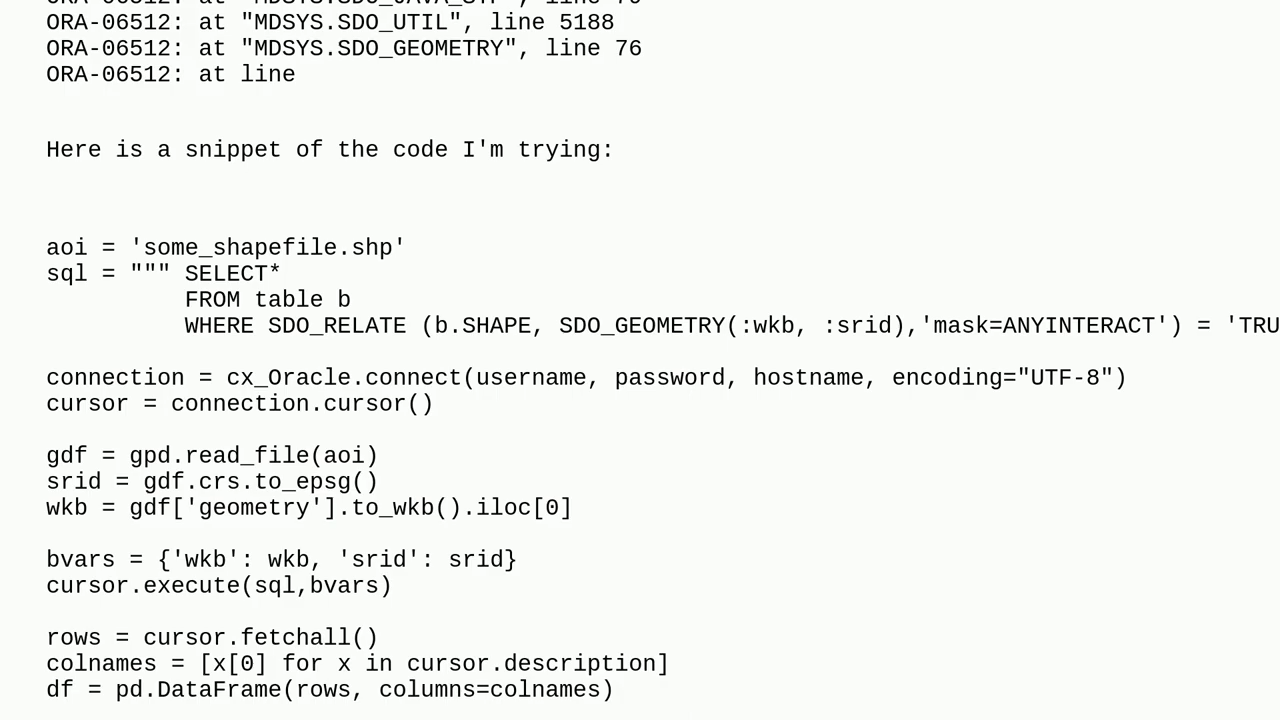 ORA-06512: at "MDSYS.SDO_UTIL", line 5188
ORA-06512: at "MDSYS.SDO_GEOMETRY", line 76
ORA-06512: at line
Here is a snippet of the code I'm trying:
aoi = 'some_shapefile.shp'
sql = """ SELECT*
FROM table b
WHERE SDO_RELATE (b.SHAPE, SDO_GEOMETRY(:wkb, :srid),'mask=ANYINTERACT') = 'TRU
connection = cx_Oracle.connect(username, password, hostname, encoding="UTF-8")
cursor = connection.cursor()
gdf = gpd.read_file(aoi)
srid = gdf.crs.to_epsg()
wkb = gdf['geometry'].to_wkb().iloc[0]
bvars = {'wkb': wkb, 'srid': srid}
cursor.execute(sql,bvars)
rows = cursor.fetchall()
colnames = [x[0] for x in cursor.description]
df = pd.DataFrame(rows, columns=colnames)